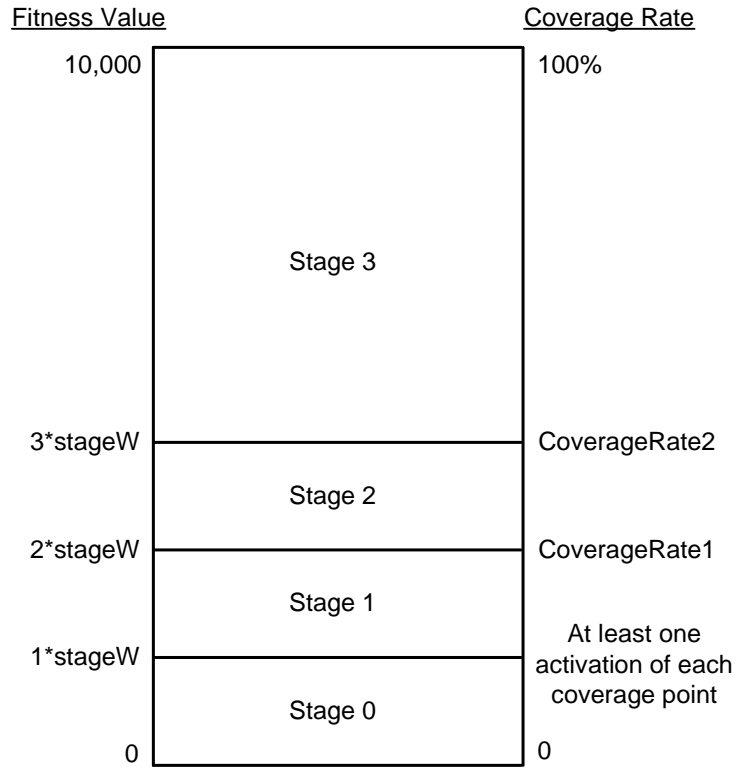 Fitness Value
Coverage Rate
10,000
100%
Stage 3
3*stageW
CoverageRate2
Stage 2
2*stageW
CoverageRate1
Stage 1
1*stageW
At least one
activation of each
coverage point
Stage 0
0
0